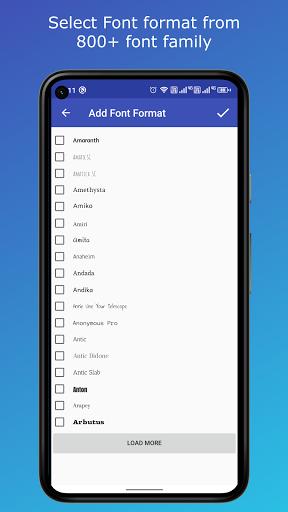 Select Font format from
800+ font family
11
Add Font Format
Amaranth
AMATIC SC
AMATICA SC
Amethysta
Amiko
Amiri
Amita
Anaheim
Andada
Andika
Annie Use Your Telescope
Anonymous Pro
Antic
Antic Didone
Antic Slab
Anton
Arapey
Arbutus
LOAD MORE